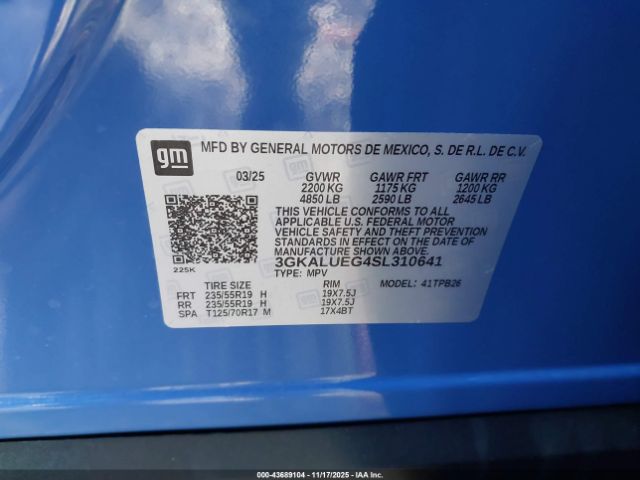 gm MFD BY GENERAL MOTORS DE MEXICO, S. DE R.L. DE C.V.
03/25 GVWR GAWR FRT GAWR RR
2200 KG 1175 KG 1200 KG
4850 LB 2590 LB 2645 LB
THIS VEHICLE CONFORMS TO ALL
APPLICABLE U.S. FEDERAL MOTOR
VEHICLE SAFETY AND THEFT
PREVENTION STANDARDS IN EFFECT
ON THE DATE OF MANUFACTURE
SHOWN ABOVE.
3GKALUEG4SL310641
TYPE: MPV
225K
TIRE SIZE RIM MODEL: 41TPB26
FRT 235/55R19 H 19X7.5J
RR 235/55R19 H 19X7.5J
SPA T125/70R17 M 17X4BT
000-43689104 - 11/17/2025 - IAAI.COM